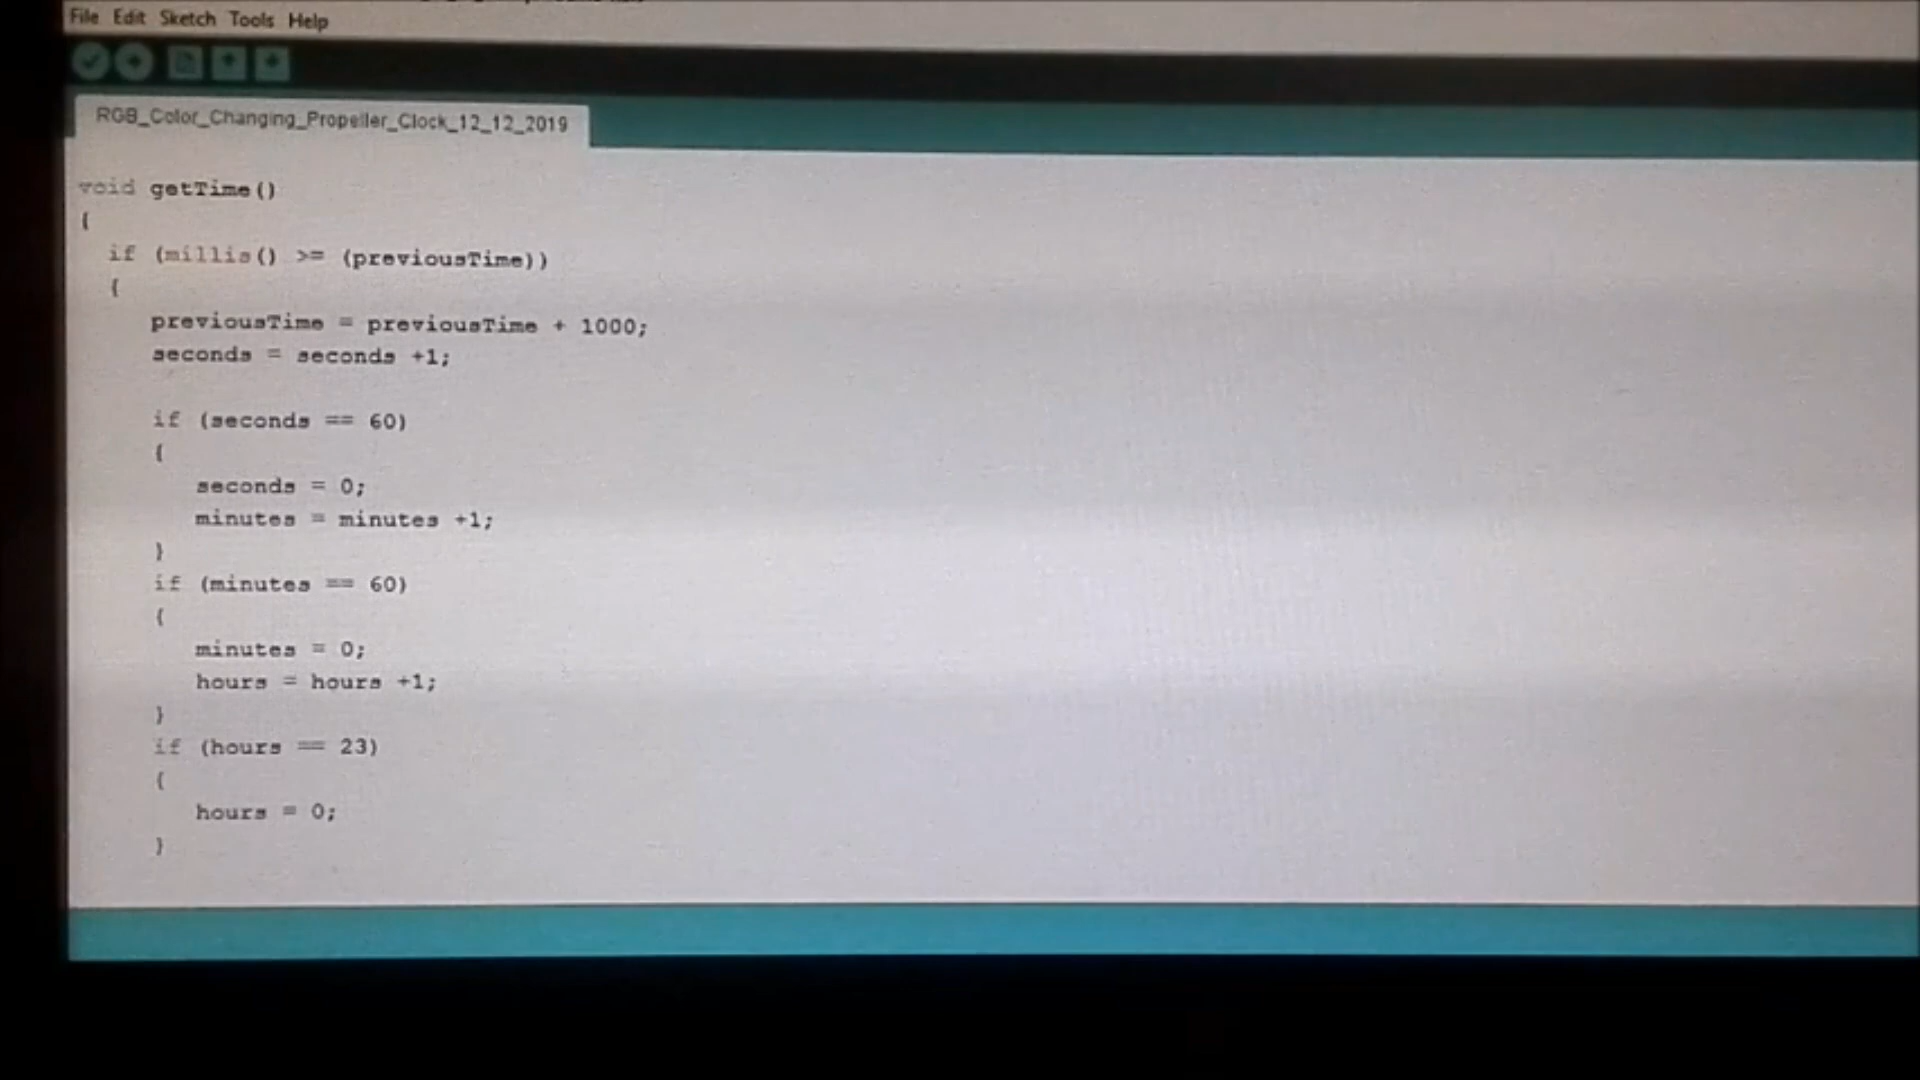 File Edit Sketch Tools Help
RGB_Color_Changing_Propeller_Clock_12_12_2019
void getTime()
{
if (millis() >= (previousTime))
{
previousTime = previousTime + 1000;
seconds = seconds +1;
if (seconds == 60)
{
seconds = 0;
minutes = minutes +1;
}
if (minutes == 60)
{
minutes = 0;
hours = hours +1;
}
if (hours == 23)
{
hours = 0;
}